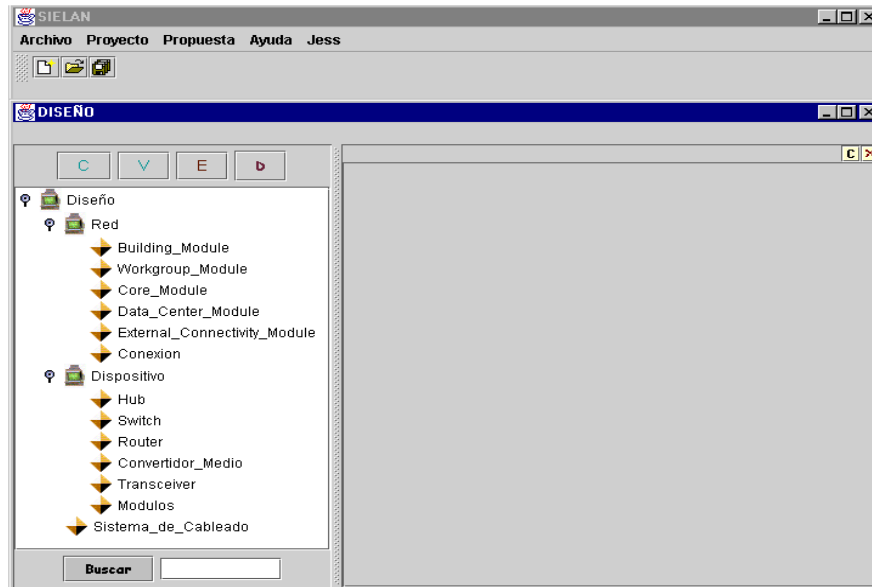 SIELAN
Archivo Proyecto Propuesta Ayuda Jess
DISEÑO
C
C V E D
Diseño
Red
Building_Module
Workgroup_Module
Core_Module
Data_Center_Module
External_Connectivity_Module
Conexion
Dispositivo
Hub
Switch
Router
Convertidor_Medio
Transceiver
Modulos
Sistema_de_Cableado
Buscar